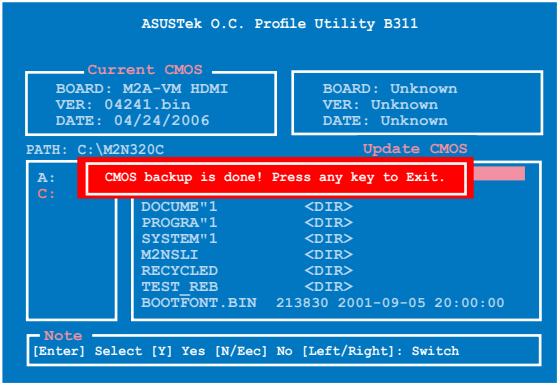 ASUSTek O.C. Profile Utility B311
Current CMOS
BOARD: M2A-VM HDMI
VER: 04241.bin
DATE: 04/24/2006
BOARD: Unknown
VER: Unknown
DATE: Unknown
PATH: C:\M2N320C
Update CMOS
A:
C:
CMOS backup is done! Press any key to Exit.
DOCUME"1 <DIR>
PROGRA"1 <DIR>
SYSTEM"1 <DIR>
M2NSLI <DIR>
RECYCLED <DIR>
TEST_REB <DIR>
BOOTFONT.BIN 213830 2001-09-05 20:00:00
Note
[Enter] Select [Y] Yes [N/Eec] No [Left/Right]: Switch